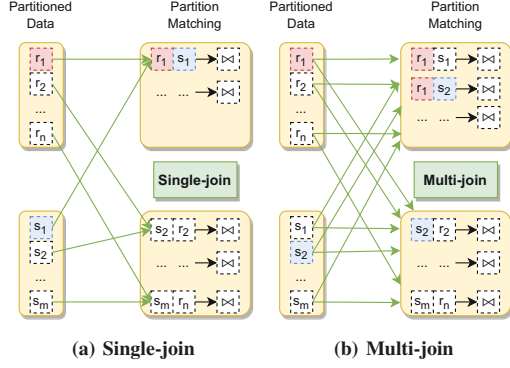 Partitioned Data
Partition Matching
r1
r2
...
rn
r1 s1 ⋈
... ... ⋈
Single-join
s1
s2
...
sm
s2 r2 ⋈
... ... ⋈
sm rn ⋈
(a) Single-join
Partitioned Data
Partition Matching
r1
r2
...
rn
r1 s1 ⋈
r1 s2 ⋈
... ... ⋈
Multi-join
s1
s2
...
sm
s2 r2 ⋈
... ... ⋈
sm rn ⋈
(b) Multi-join